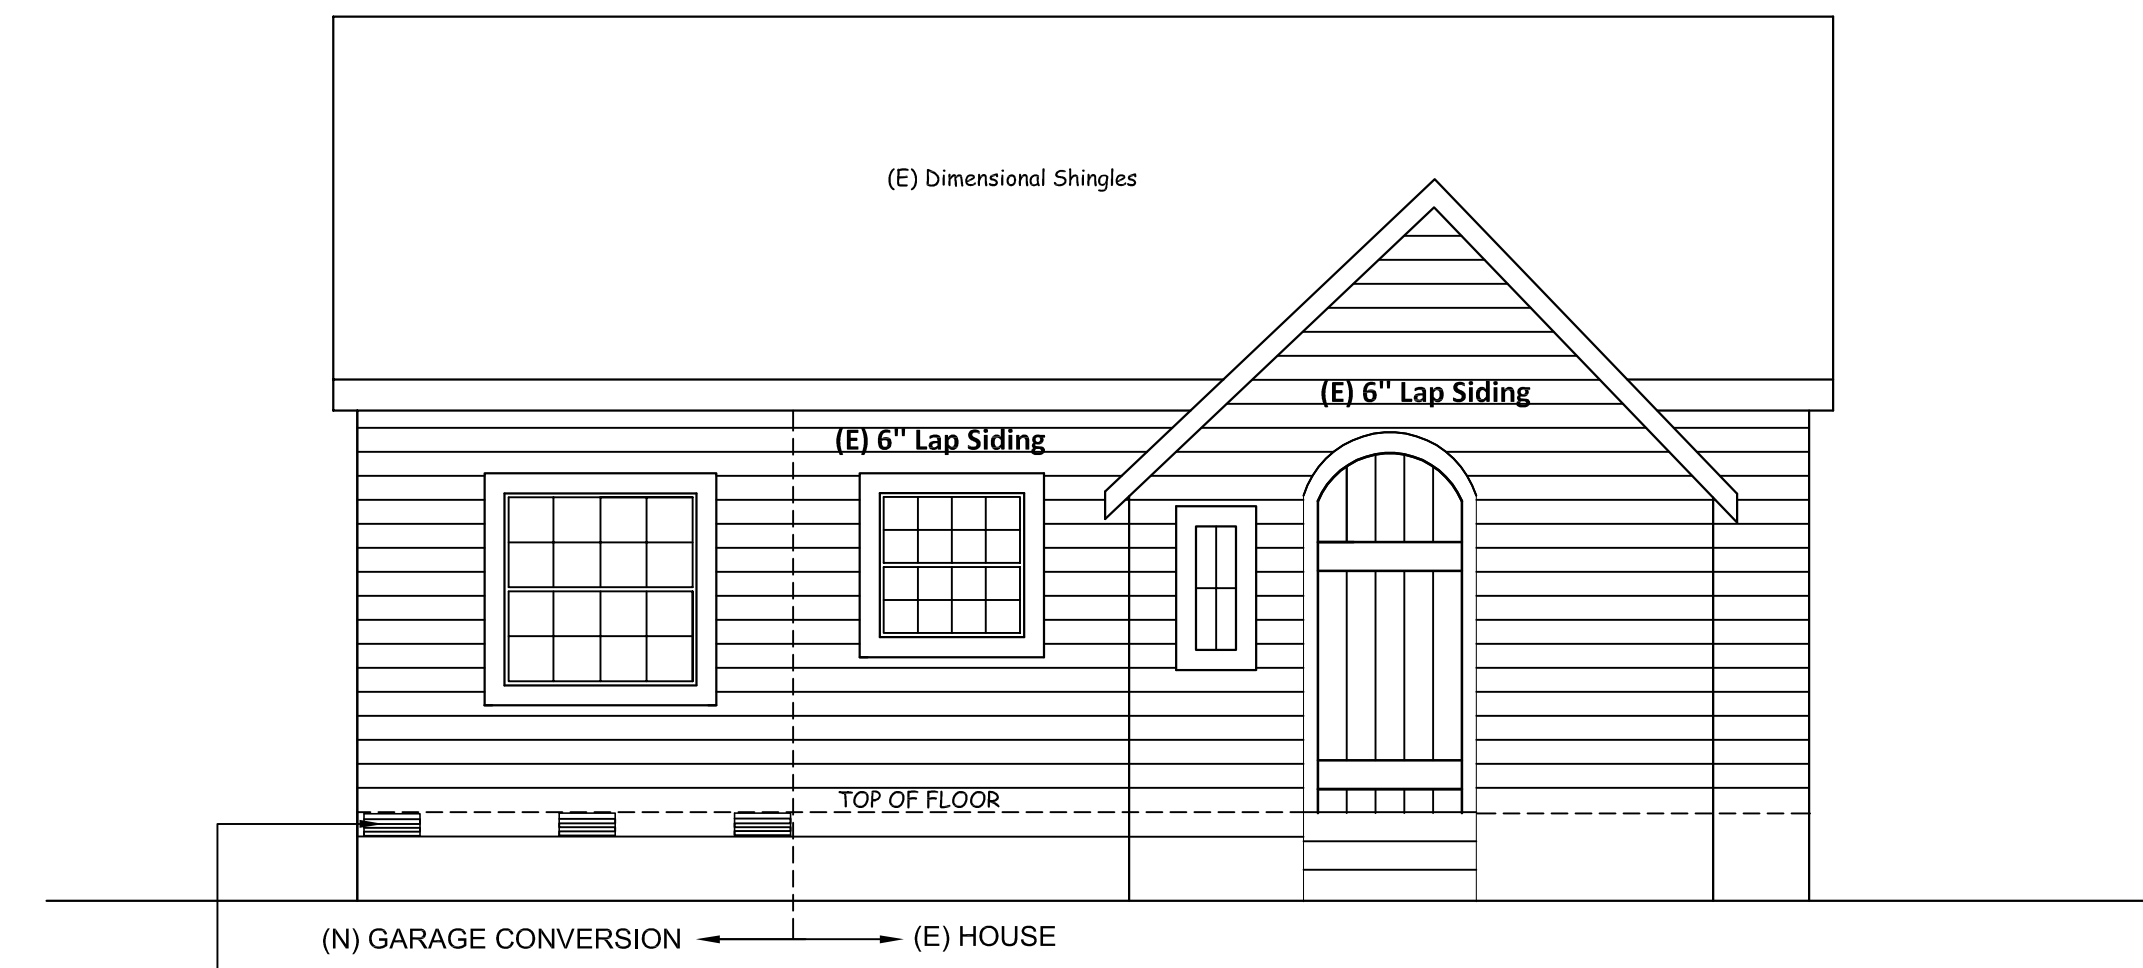 (E) Dimensional Shingles
(E) 6" Lap Siding
(E) 6" Lap Siding
TOP OF FLOOR
(N) GARAGE CONVERSION
(E) HOUSE